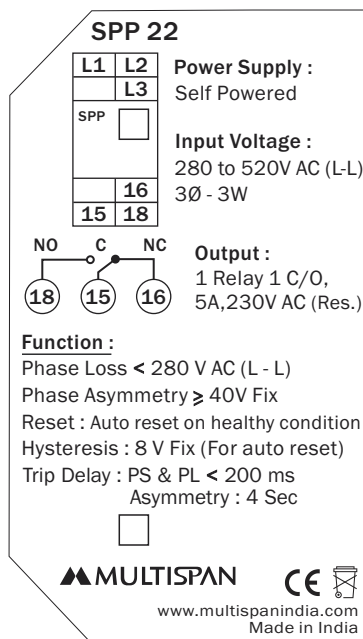 SPP 22
L1 L2
L3
SPP
16
15 18
Power Supply :
Self Powered
Input Voltage :
280 to 520V AC (L-L)
3Ø - 3W
NO C NC
18 15 16
Output :
1 Relay 1 C/O,
5A,230V AC (Res.)
Function :
Phase Loss < 280 V AC (L - L)
Phase Asymmetry ⩾ 40V Fix
Reset : Auto reset on healthy condition
Hysteresis : 8 V Fix (For auto reset)
Trip Delay : PS & PL < 200 ms
Asymmetry : 4 Sec
MULTISPAN
CE
www.multispanindia.com
Made in India